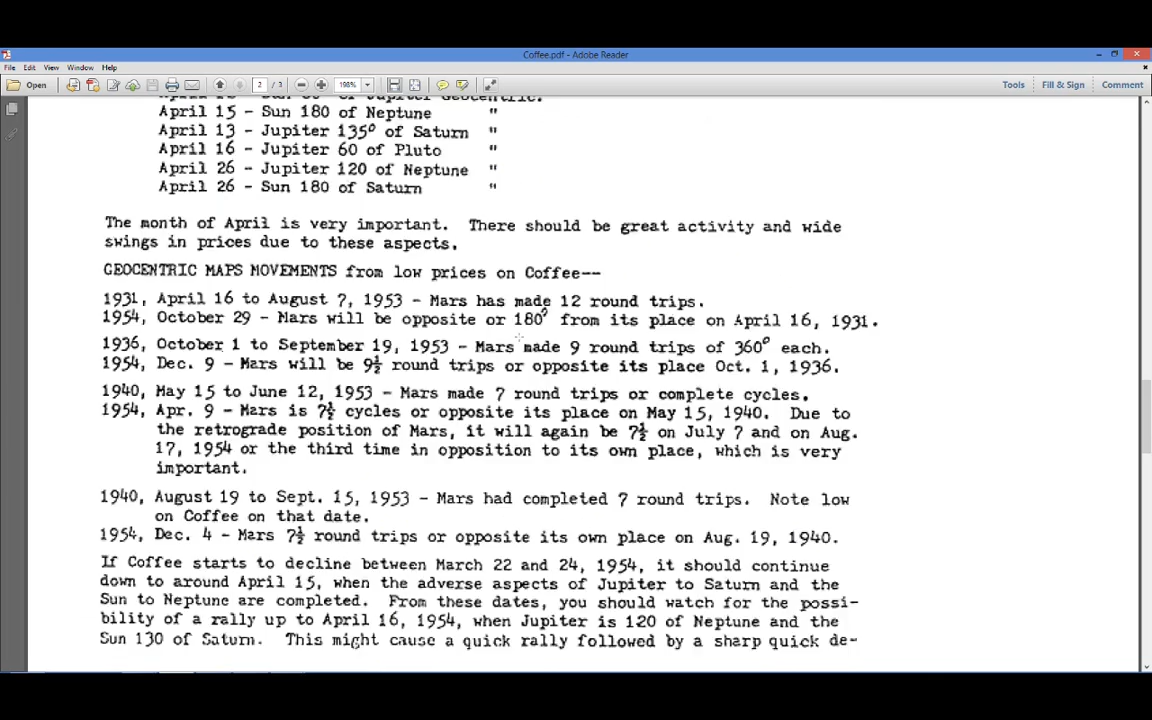 Coffee.pdf - Adobe Reader
File Edit View Window Help
Open 2 / 3 198% Tools Fill & Sign Comment
of Jupiter Geocentric.
April 15 - Sun 180 of Neptune "
April 13 - Jupiter 135° of Saturn "
April 16 - Jupiter 60 of Pluto "
April 26 - Jupiter 120 of Neptune "
April 26 - Sun 180 of Saturn "
The month of April is very important. There should be great activity and wide
swings in prices due to these aspects.
GEOCENTRIC MAPS MOVEMENTS from low prices on Coffee--
1931, April 16 to August 7, 1953 - Mars has made 12 round trips.
1954, October 29 - Mars will be opposite or 180° from its place on April 16, 1931.
1936, October 1 to September 19, 1953 - Mars made 9 round trips of 360° each.
1954, Dec. 9 - Mars will be 9½ round trips or opposite its place Oct. 1, 1936.
1940, May 15 to June 12, 1953 - Mars made 7 round trips or complete cycles.
1954, Apr. 9 - Mars is 7½ cycles or opposite its place on May 15, 1940. Due to
the retrograde position of Mars, it will again be 7½ on July 7 and on Aug.
17, 1954 or the third time in opposition to its own place, which is very
important.
1940, August 19 to Sept. 15, 1953 - Mars had completed 7 round trips. Note low
on Coffee on that date.
1954, Dec. 4 - Mars 7½ round trips or opposite its own place on Aug. 19, 1940.
If Coffee starts to decline between March 22 and 24, 1954, it should continue
down to around April 15, when the adverse aspects of Jupiter to Saturn and the
Sun to Neptune are completed. From these dates, you should watch for the possi-
bility of a rally up to April 16, 1954, when Jupiter is 120 of Neptune and the
Sun 130 of Saturn. This might cause a quick rally followed by a sharp quick de-